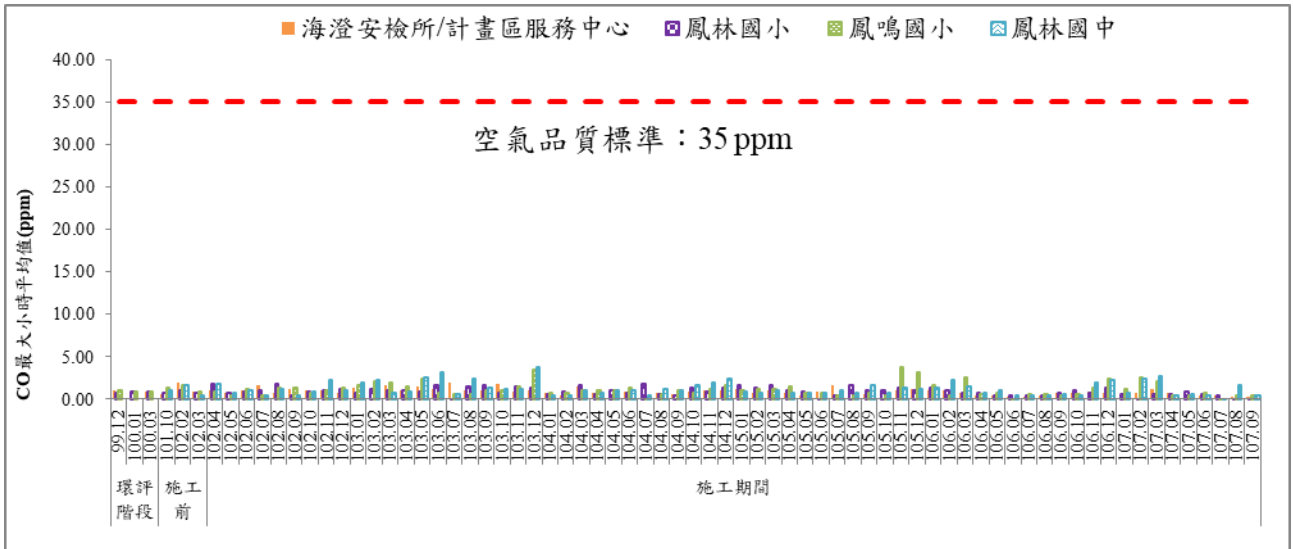 海澄安檢所/計畫區服務中心 鳳林國小 鳳鳴國小 鳳林國中
40.00
35.00
空氣品質標準：35 ppm
30.00
25.00
20.00
15.00
10.00
5.00
0.00
CO最大小時平均值(ppm)
99.12 100.01 100.03 101.10 102.02 102.03 102.04 102.05 102.06 102.07 102.08 102.09 102.10 102.11 102.12 103.01 103.02 103.03 103.04 103.05 103.06 103.07 103.08 103.09 103.10 103.11 103.12 104.01 104.02 104.03 104.04 104.05 104.06 104.07 104.08 104.09 104.10 104.11 104.12 105.01 105.02 105.03 105.04 105.05 105.06 105.07 105.08 105.09 105.10 105.11 105.12 106.01 106.02 106.03 106.04 106.05 106.06 106.07 106.08 106.09 106.10 106.11 106.12 107.01 107.02 107.03 107.04 107.05 107.06 107.07 107.08 107.09
環評階段 施工前 施工期間